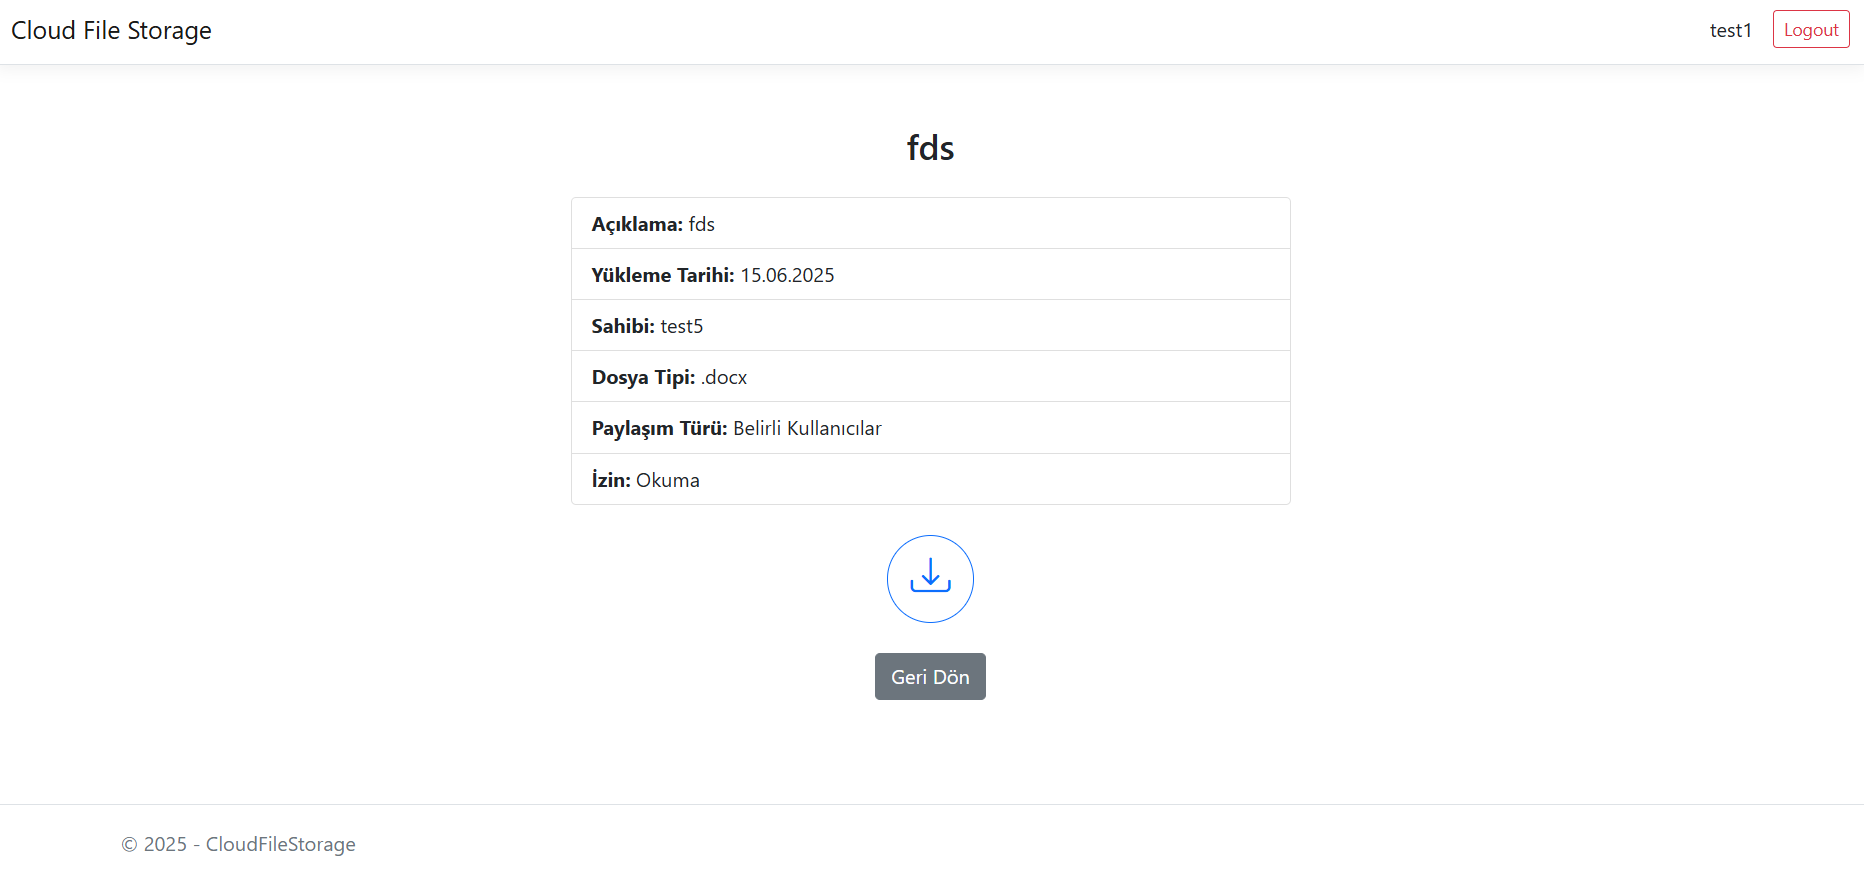 Cloud File Storage
test1
Logout
fds
Açıklama: fds
Yükleme Tarihi: 15.06.2025
Sahibi: test5
Dosya Tipi: .docx
Paylaşım Türü: Belirli Kullanıcılar
İzin: Okuma
Geri Dön
© 2025 - CloudFileStorage